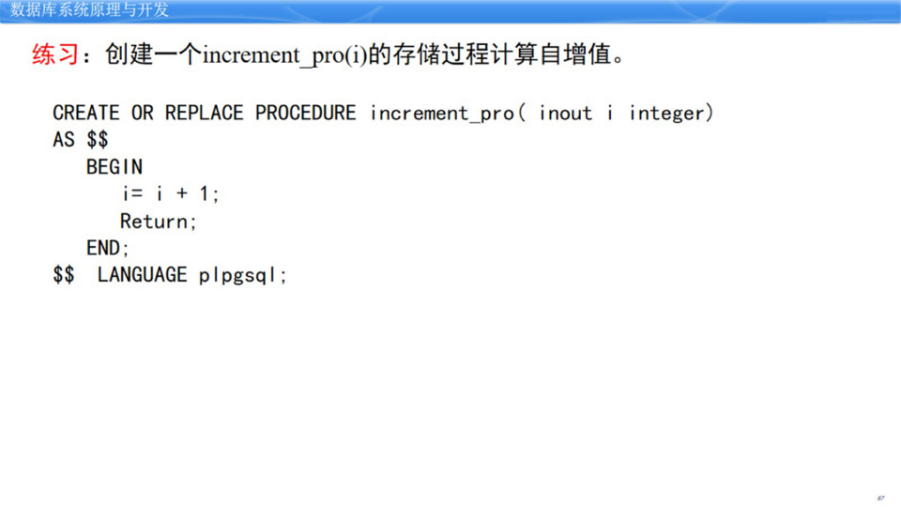 数据库系统原理与开发
练习：创建一个increment_pro(i)的存储过程计算自增值。
CREATE OR REPLACE PROCEDURE increment_pro( inout i integer)
AS $$
BEGIN
i= i + 1;
Return;
END;
$$ LANGUAGE plpgsql;
67